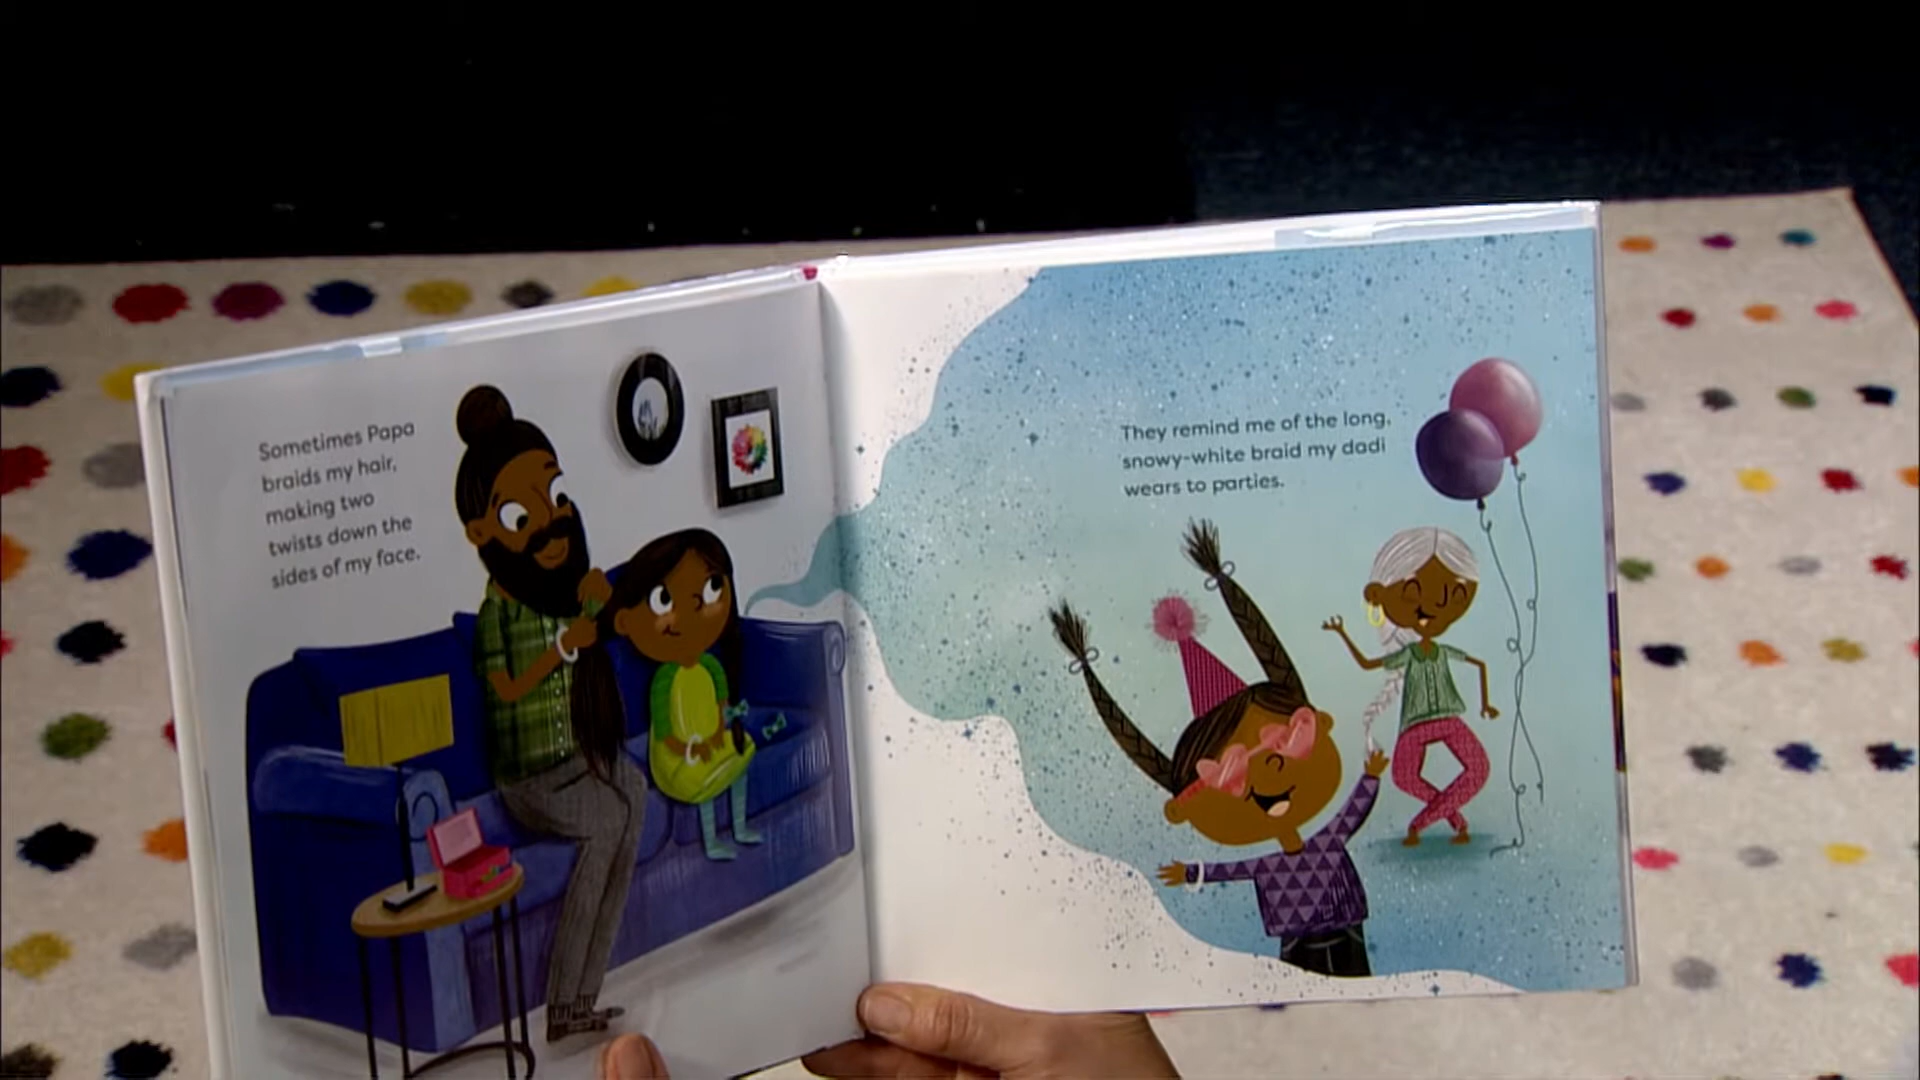 Sometimes Papa
braids my hair,
making two
twists down the
sides of my face.
They remind me of the long,
snowy-white braid my dadi
wears to parties.